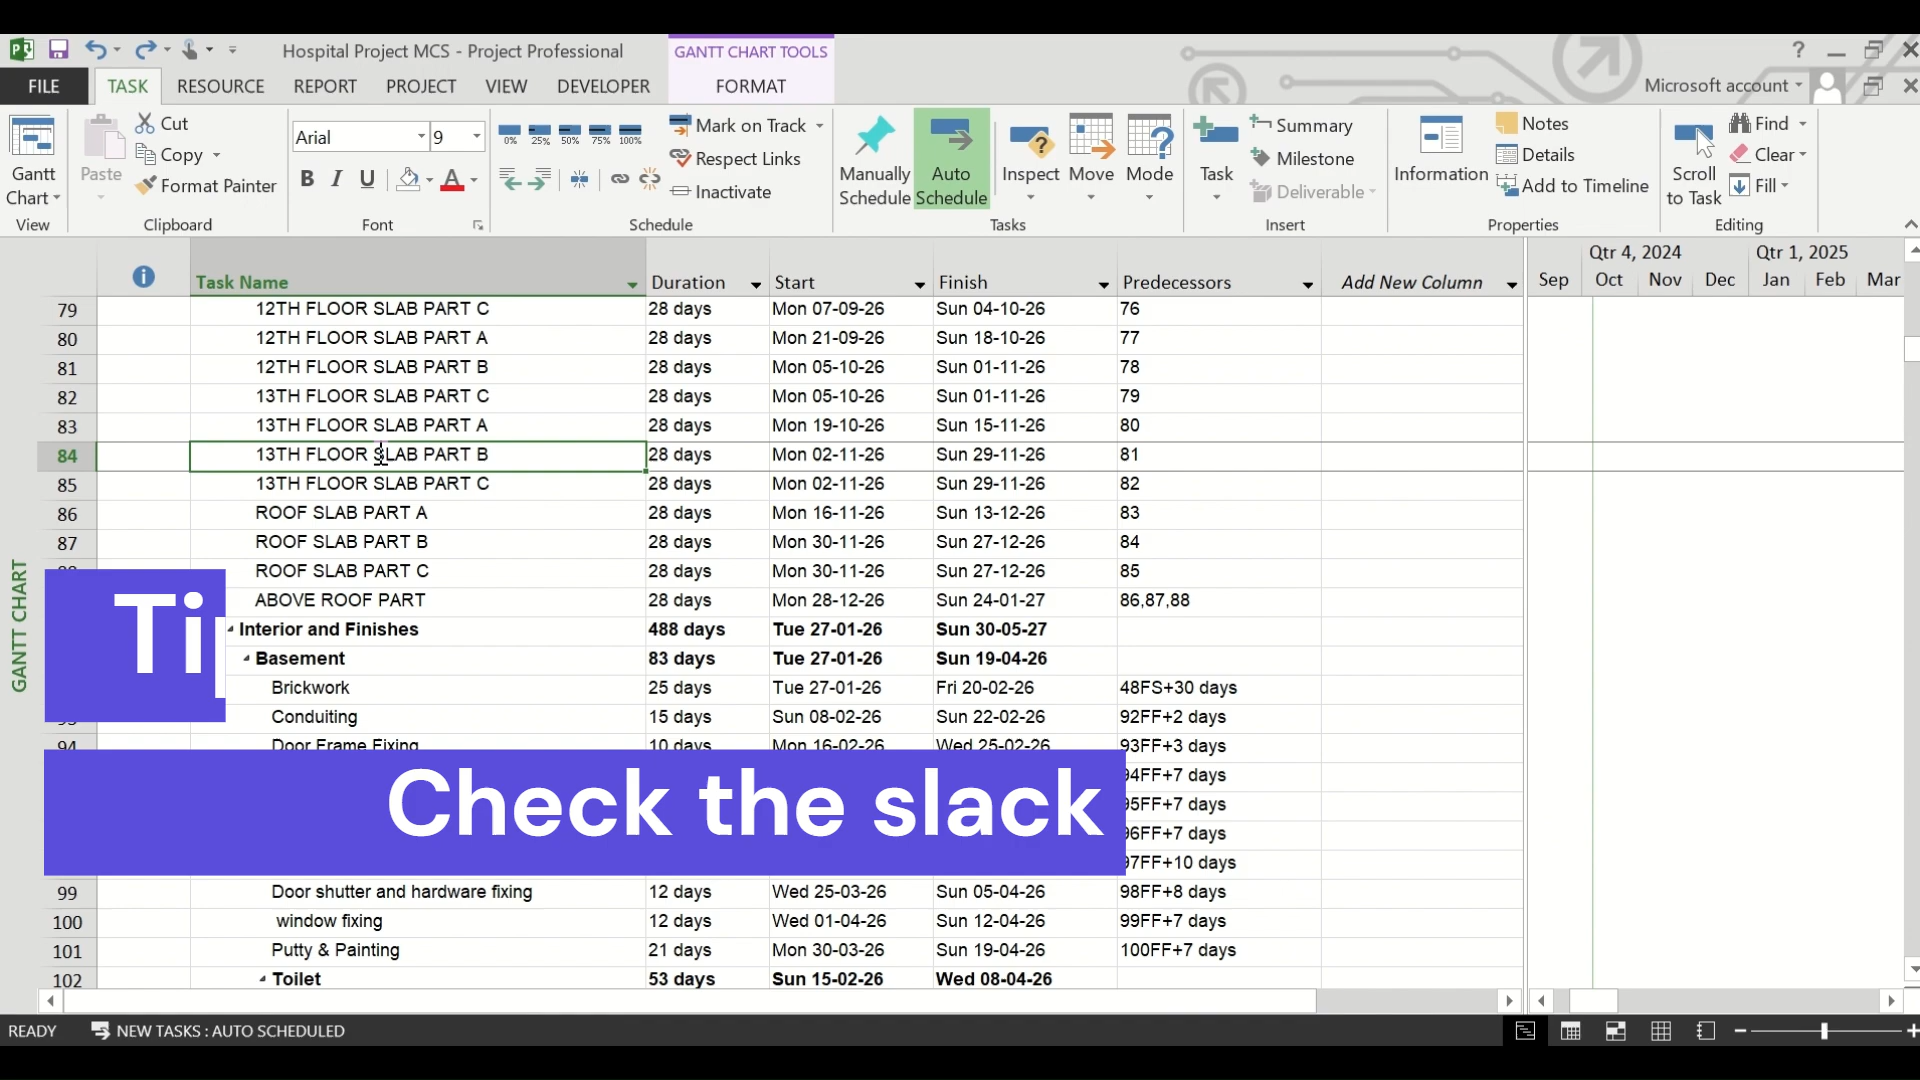 Hospital Project MCS - Project Professional
GANTT CHART TOOLS
FILE TASK RESOURCE REPORT PROJECT VIEW DEVELOPER FORMAT Microsoft account
Gantt Chart
Paste
Cut
Copy
Format Painter
Arial 9
B I U A
0% 25% 50% 75% 100%
Mark on Track
Respect Links
Inactivate
Manually Schedule
Auto Schedule
Inspect
Move
Mode
Task
Summary
Milestone
Deliverable
Information
Notes
Details
Add to Timeline
Scroll to Task
Find
Clear
Fill
View Clipboard Font Schedule Tasks Insert Properties Editing
Qtr 4, 2024 Qtr 1, 2025
Task Name Duration Start Finish Predecessors Add New Column Sep Oct Nov Dec Jan Feb Mar
79 12TH FLOOR SLAB PART C 28 days Mon 07-09-26 Sun 04-10-26 76
80 12TH FLOOR SLAB PART A 28 days Mon 21-09-26 Sun 18-10-26 77
81 12TH FLOOR SLAB PART B 28 days Mon 05-10-26 Sun 01-11-26 78
82 13TH FLOOR SLAB PART C 28 days Mon 05-10-26 Sun 01-11-26 79
83 13TH FLOOR SLAB PART A 28 days Mon 19-10-26 Sun 15-11-26 80
84 13TH FLOOR SLAB PART B 28 days Mon 02-11-26 Sun 29-11-26 81
85 13TH FLOOR SLAB PART C 28 days Mon 02-11-26 Sun 29-11-26 82
86 ROOF SLAB PART A 28 days Mon 16-11-26 Sun 13-12-26 83
87 ROOF SLAB PART B 28 days Mon 30-11-26 Sun 27-12-26 84
ROOF SLAB PART C 28 days Mon 30-11-26 Sun 27-12-26 85
ABOVE ROOF PART 28 days Mon 28-12-26 Sun 24-01-27 86,87,88
Interior and Finishes 488 days Tue 27-01-26 Sun 30-05-27
Basement 83 days Tue 27-01-26 Sun 19-04-26
Brickwork 25 days Tue 27-01-26 Fri 20-02-26 48FS+30 days
Conduiting 15 days Sun 08-02-26 Sun 22-02-26 92FF+2 days
94 Door Frame Fixing 10 days Mon 16-02-26 Wed 25-02-26 93FF+3 days
94FF+7 days
95FF+7 days
96FF+7 days
97FF+10 days
99 Door shutter and hardware fixing 12 days Wed 25-03-26 Sun 05-04-26 98FF+8 days
100 window fixing 12 days Wed 01-04-26 Sun 12-04-26 99FF+7 days
101 Putty & Painting 21 days Mon 30-03-26 Sun 19-04-26 100FF+7 days
102 Toilet 53 days Sun 15-02-26 Wed 08-04-26
GANTT CHART
Check the slack
READY NEW TASKS : AUTO SCHEDULED